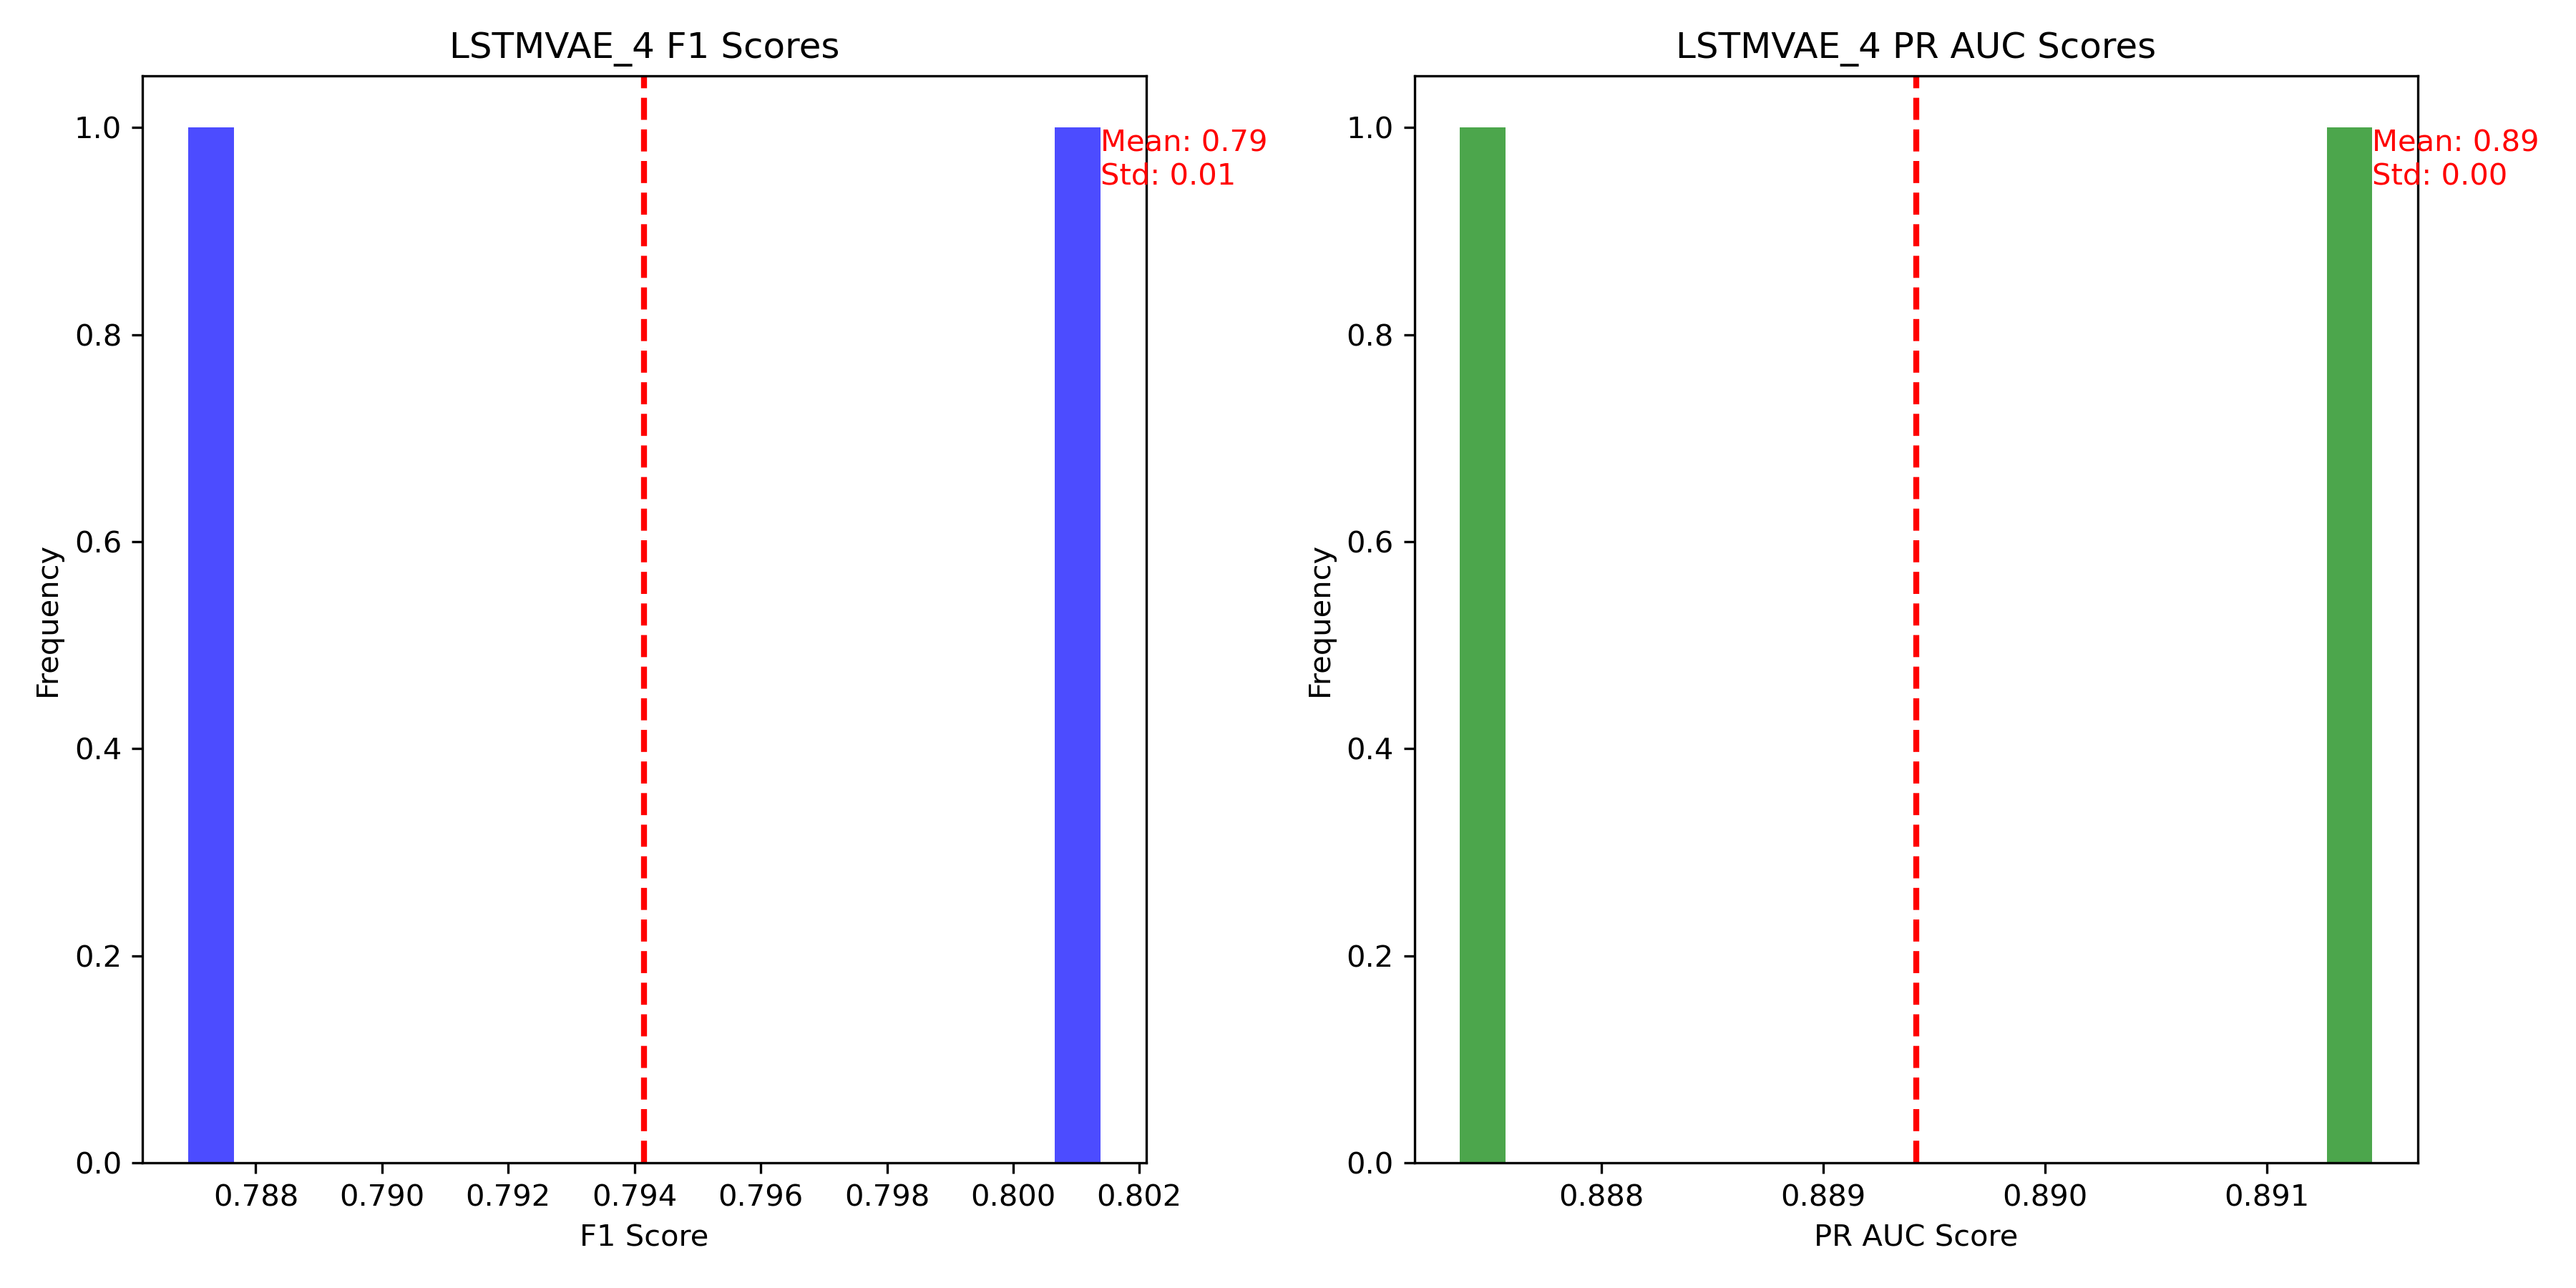 LSTMVAE_4 F1 Scores
1.0
0.8
0.6
0.4
0.2
0.0
Frequency
Mean: 0.79
Std: 0.01
0.788 0.790 0.792 0.794 0.796 0.798 0.800 0.802
F1 Score
LSTMVAE_4 PR AUC Scores
1.0
0.8
0.6
0.4
0.2
0.0
Frequency
Mean: 0.89
Std: 0.00
0.888 0.889 0.890 0.891
PR AUC Score